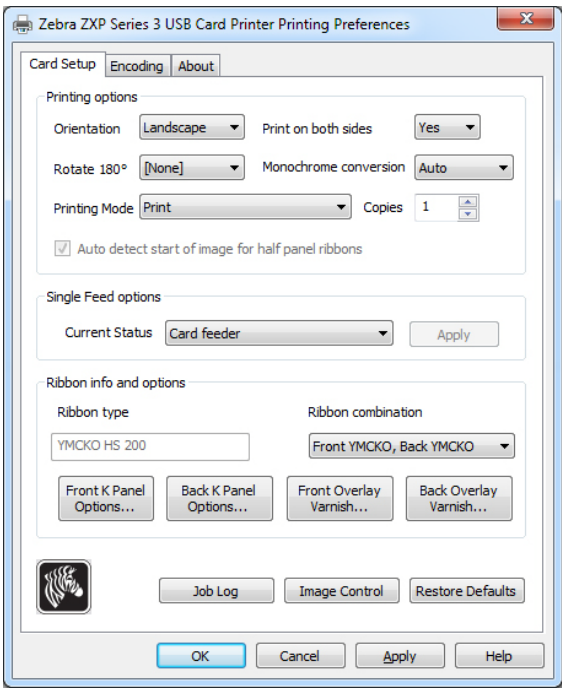 Zebra ZXP Series 3 USB Card Printer Printing Preferences
Card Setup Encoding About
Printing options
Orientation Landscape Print on both sides Yes
Rotate 180° [None] Monochrome conversion Auto
Printing Mode Print Copies 1
Auto detect start of image for half panel ribbons
Single Feed options
Current Status Card feeder Apply
Ribbon info and options
Ribbon type Ribbon combination
YMCKO HS 200 Front YMCKO, Back YMCKO
Front K Panel Options... Back K Panel Options... Front Overlay Varnish... Back Overlay Varnish...
Job Log Image Control Restore Defaults
OK Cancel Apply Help